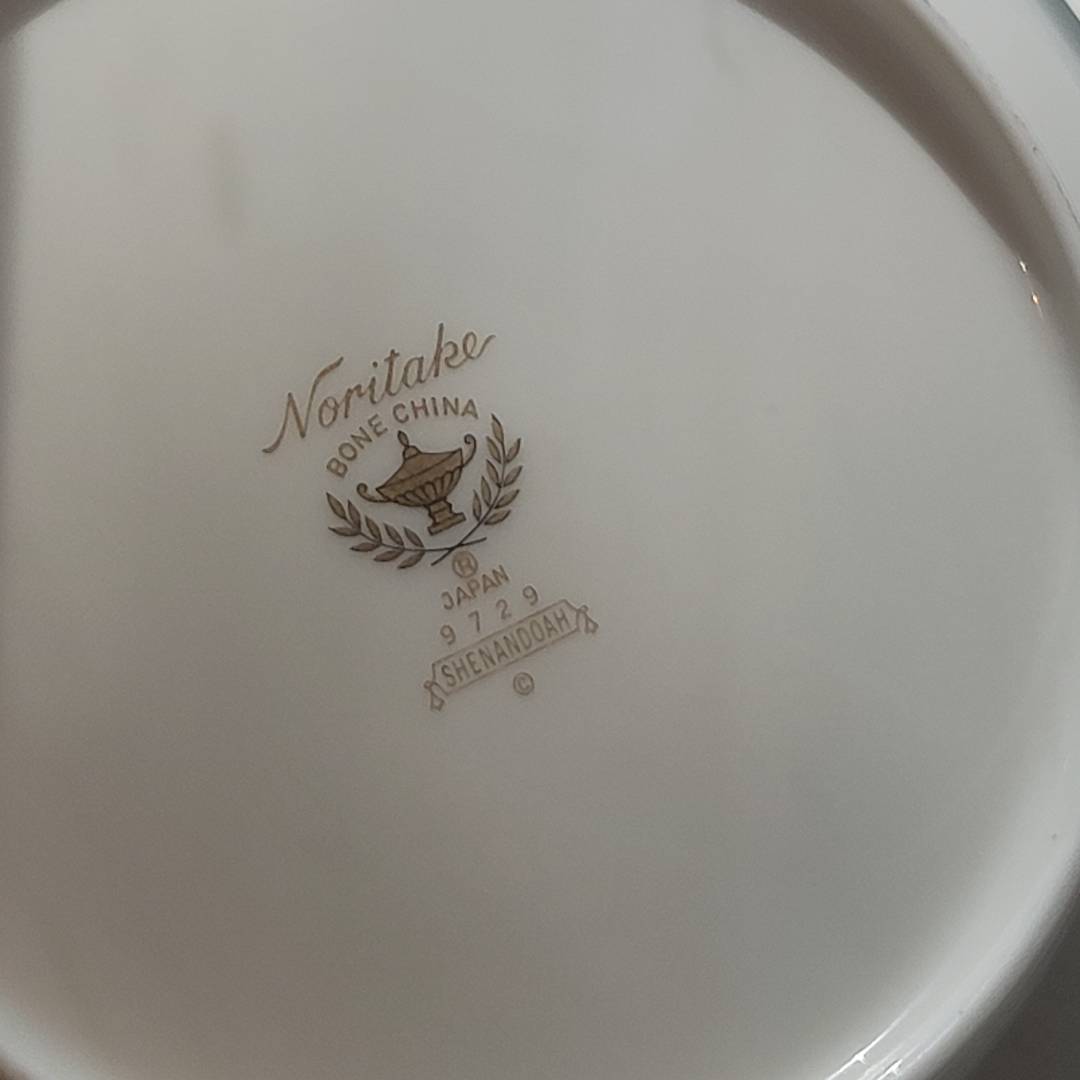 Noritake
BONE CHINA
®
JAPAN
9729
SHENANDOAH
©